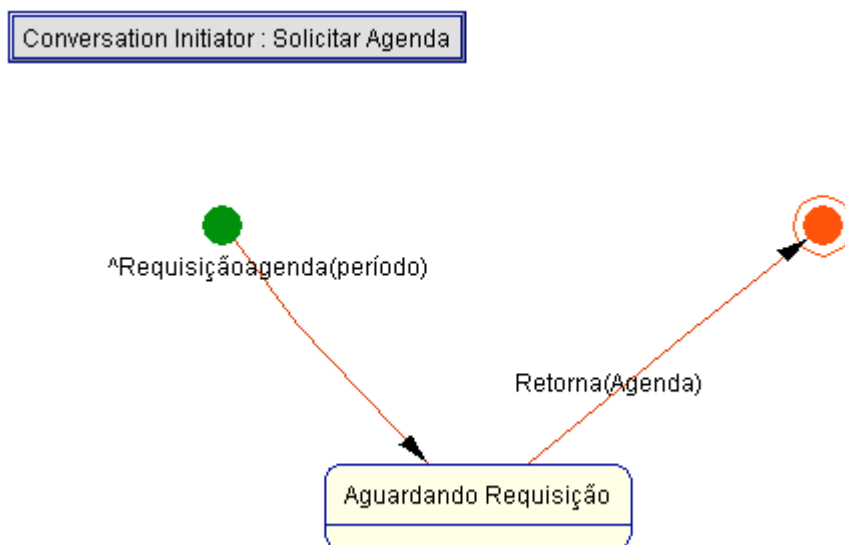 Conversation Initiator : Solicitar Agenda
^Requisiçãoagenda(período)
Retorna(Agenda)
Aguardando Requisição